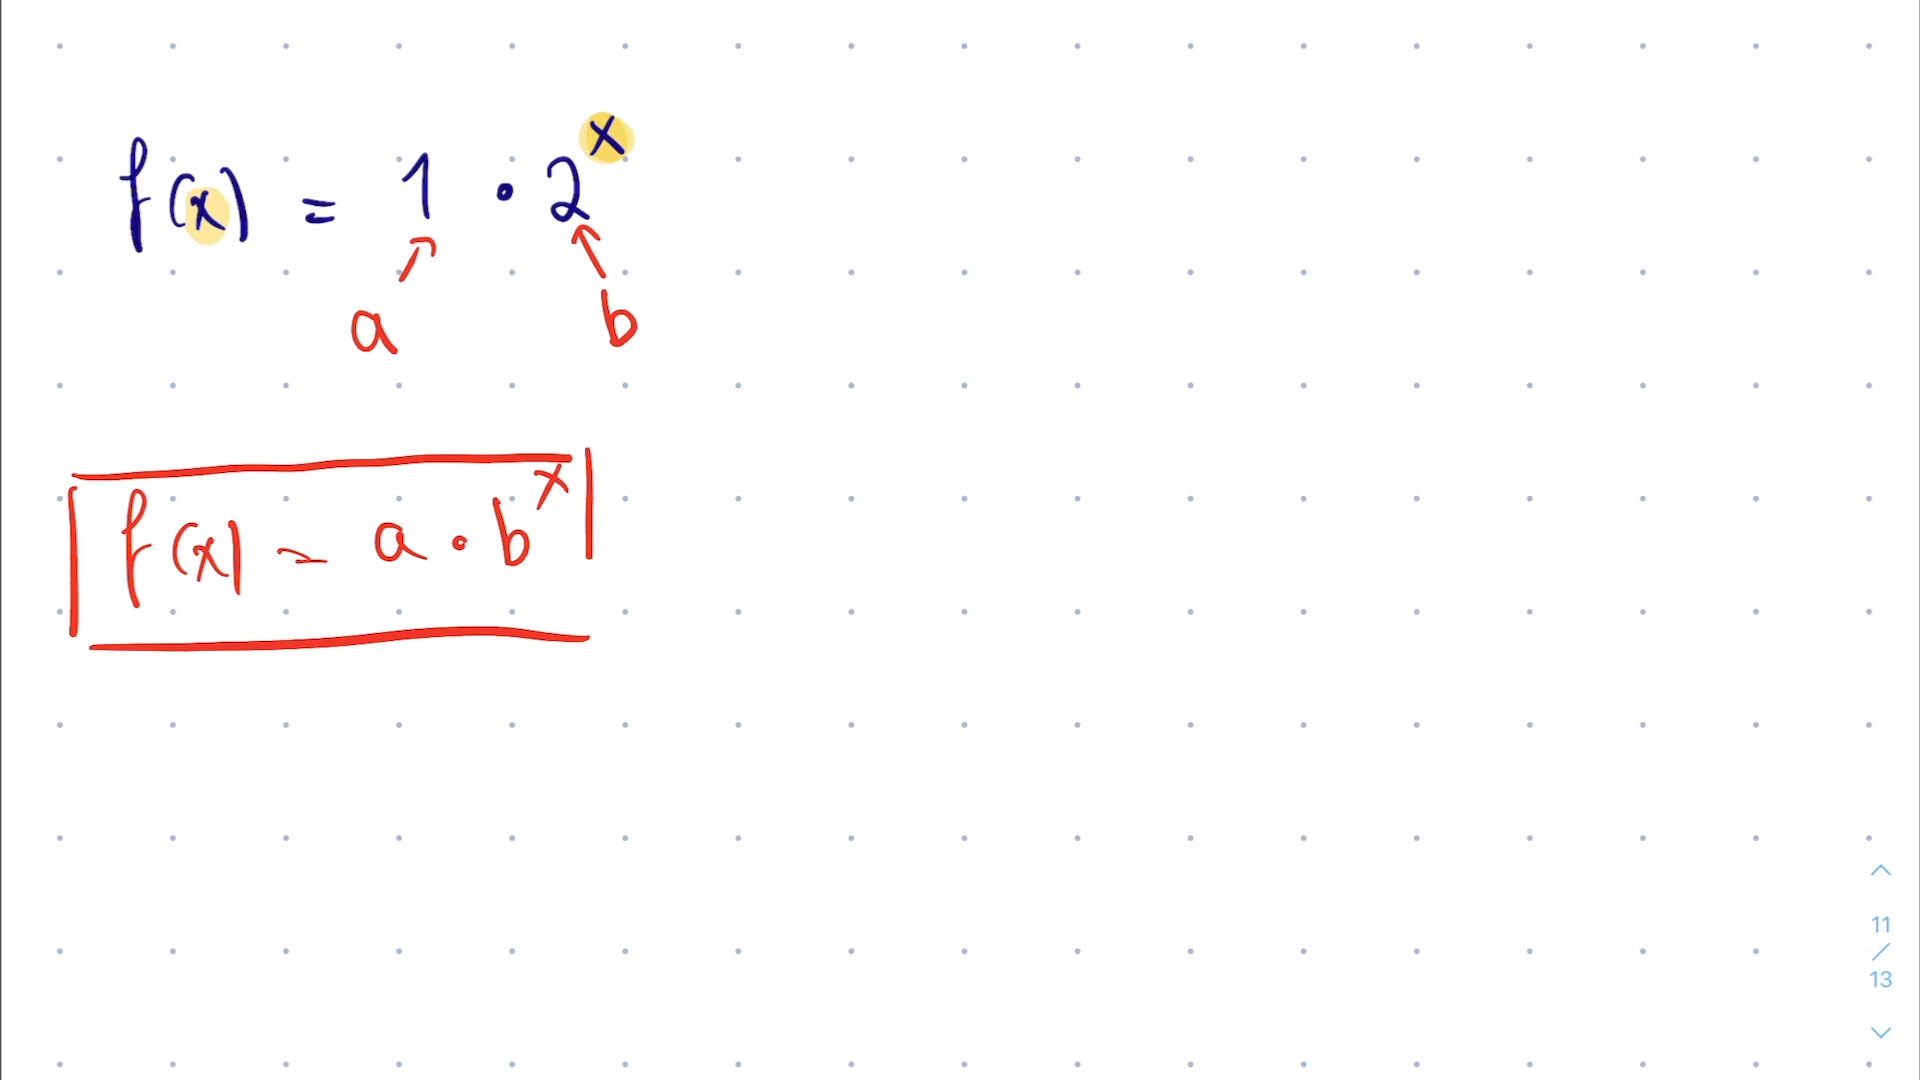 f(x) = 1 · 2^x
a b
f(x) = a · b^x
11
/
13